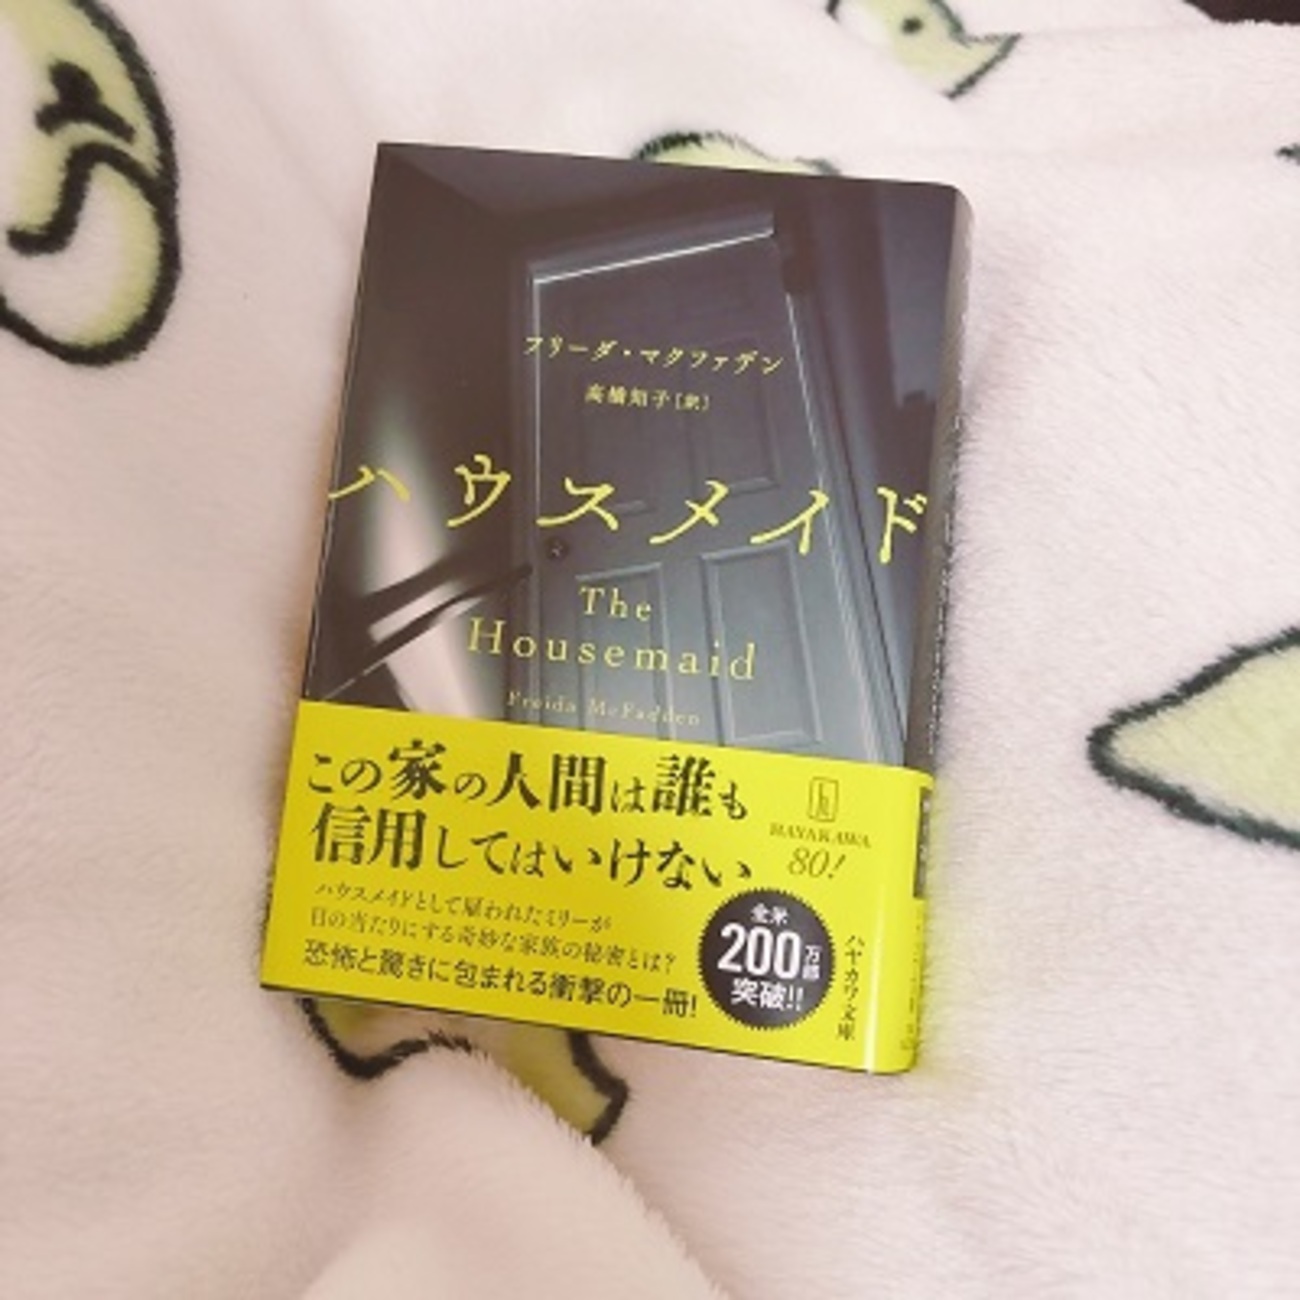 フリーダ・マクファデン
高橋知子[訳]
ハウスメイド
The
Housemaid
Freida McFadden
この家の人間は誰も
信用してはいけない
ハウスメイドとして雇われたミリーが
目の当たりにする奇妙な家族の秘密とは?
恐怖と驚きに包まれる衝撃の一冊!
h
HAYAKAWA
80!
全米
200万部
突破!!
ハヤカワ文庫